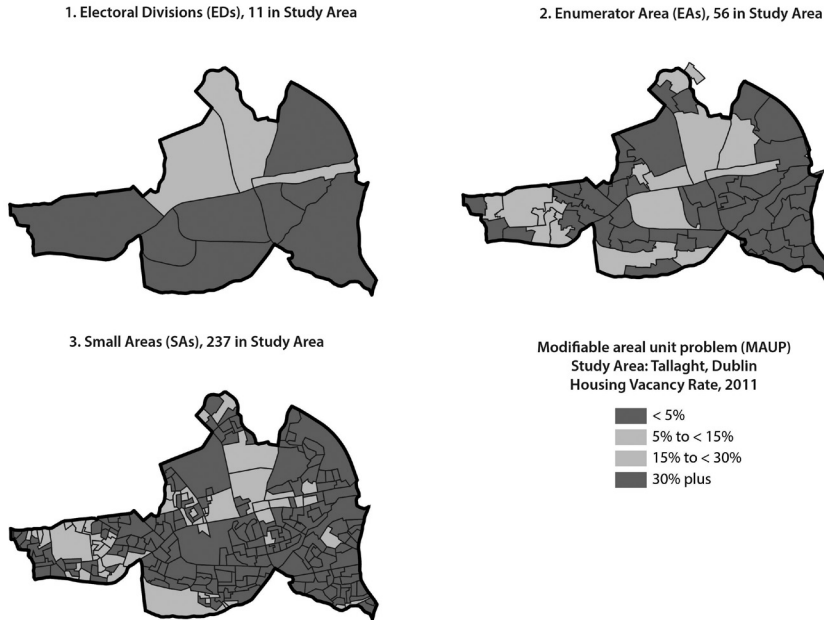 1. Electoral Divisions (EDs), 11 in Study Area
2. Enumerator Area (EAs), 56 in Study Area
3. Small Areas (SAs), 237 in Study Area
Modifiable areal unit problem (MAUP)
Study Area: Tallaght, Dublin
Housing Vacancy Rate, 2011
< 5%
5% to < 15%
15% to < 30%
30% plus